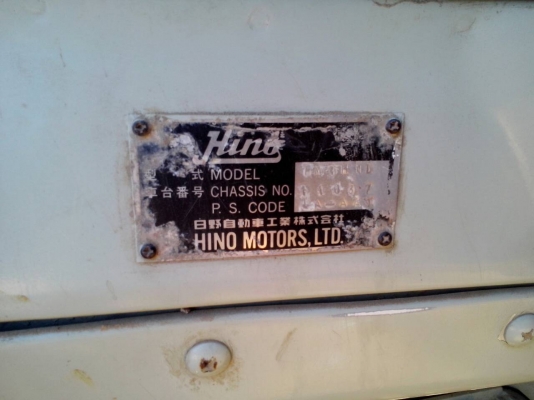 Hino
式 MODEL
車台番号 CHASSIS NO.
P. S. CODE
日野自動車工業株式会社
HINO MOTORS, LTD.